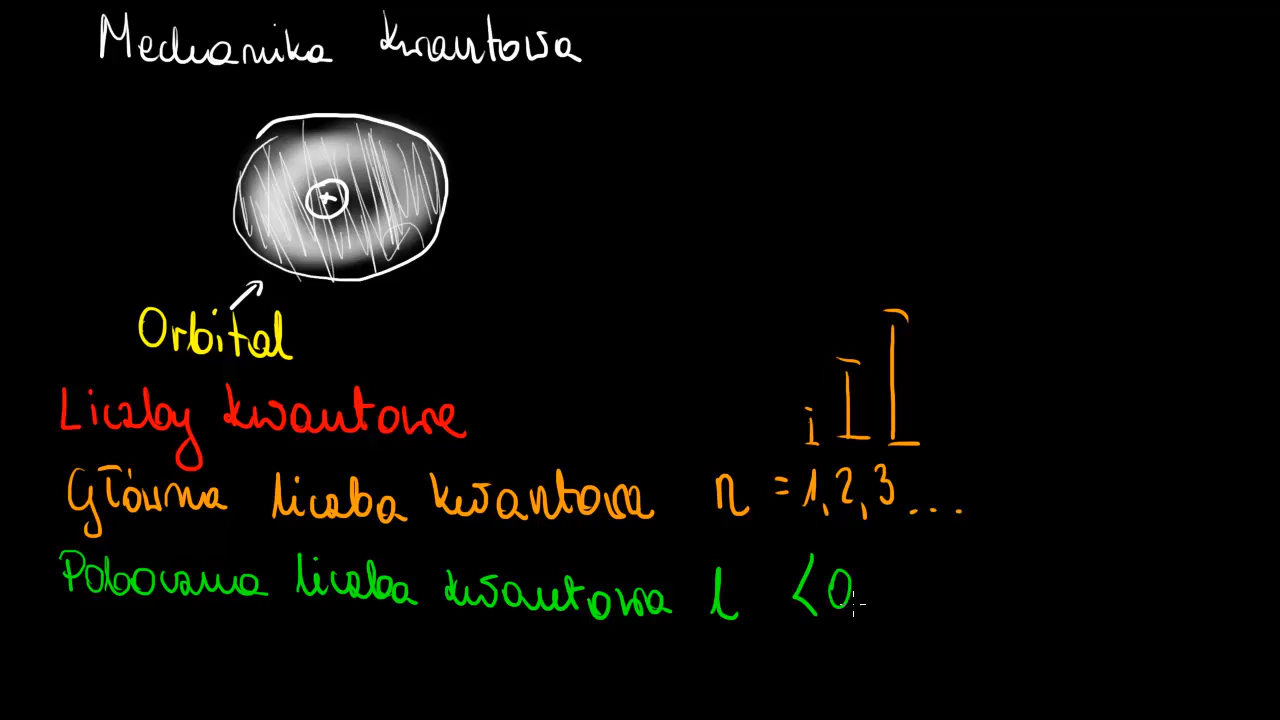 Mechanika kwantowa
+
Orbital
Liczby kwantowe
Główna liczba kwantowa n = 1, 2, 3 ...
Poboczna liczba kwantowa l <0